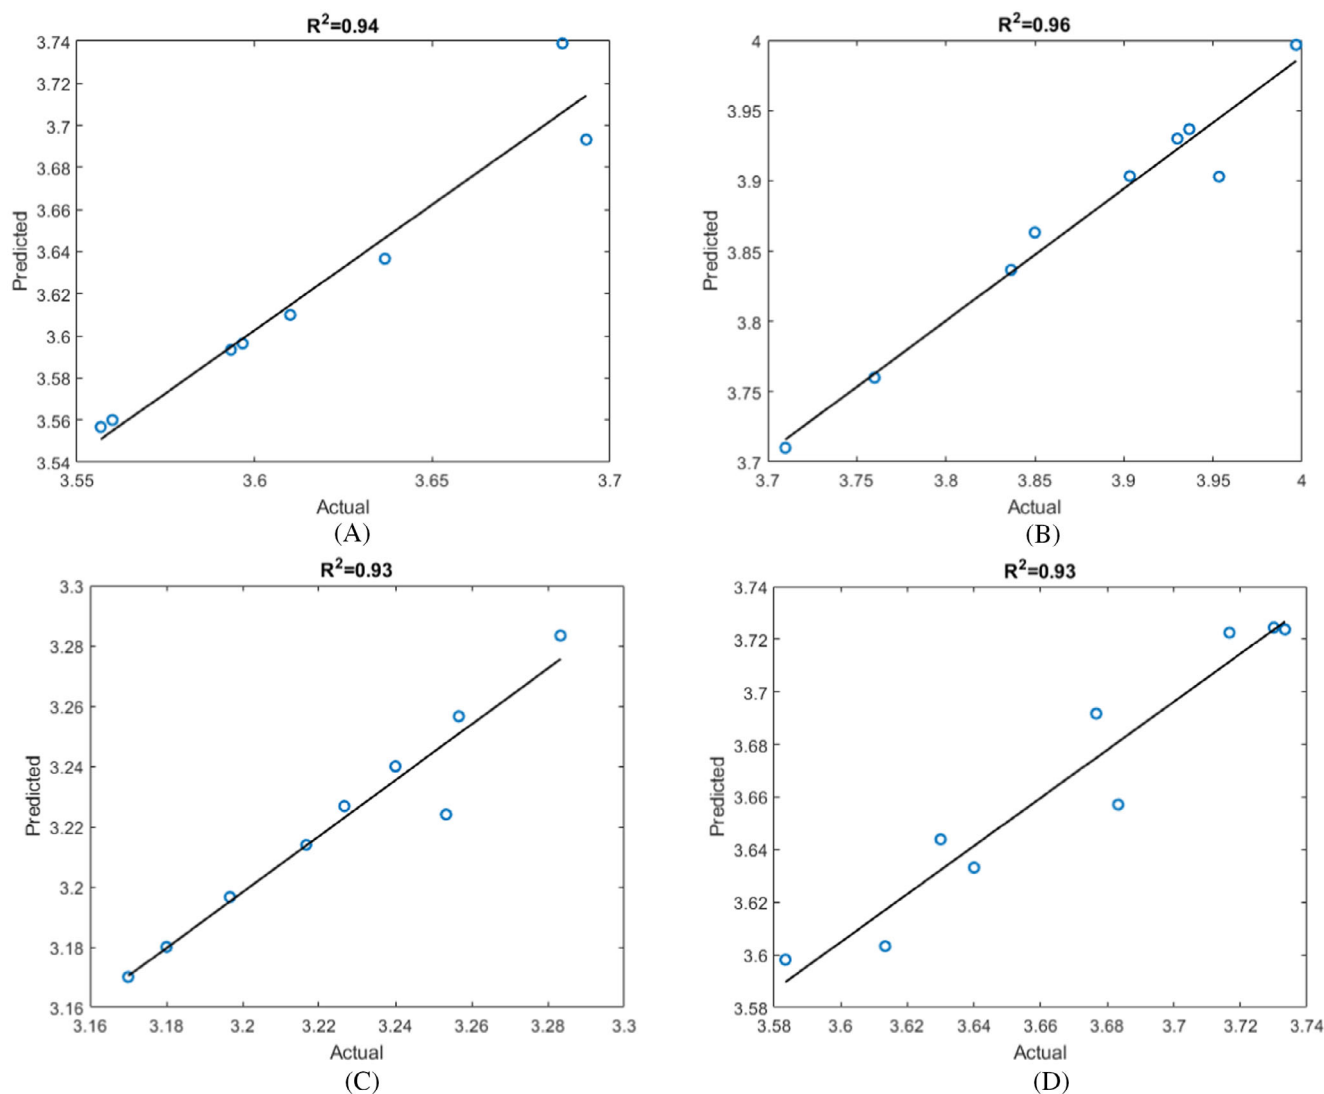 R²=0.94
3.74
3.72
3.7
3.68
3.66
3.64
3.62
3.6
3.58
3.56
3.54
Predicted
3.55 3.6 3.65 3.7
Actual
(A)
R²=0.96
4
3.95
3.9
3.85
3.8
3.75
3.7
Predicted
3.7 3.75 3.8 3.85 3.9 3.95 4
Actual
(B)
R²=0.93
3.3
3.28
3.26
3.24
3.22
3.2
3.18
3.16
Predicted
3.16 3.18 3.2 3.22 3.24 3.26 3.28 3.3
Actual
(C)
R²=0.93
3.74
3.72
3.7
3.68
3.66
3.64
3.62
3.6
3.58
Predicted
3.58 3.6 3.62 3.64 3.66 3.68 3.7 3.72 3.74
Actual
(D)